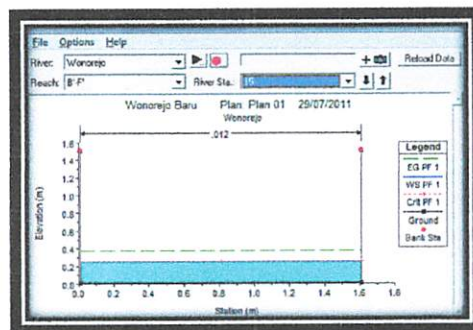 File Options Help
River: Wonorejo Reload Data
Reach: B'-F' River Sta.:
Wonorejo Baru Plan: Plan 01 29/07/2011
Wonorejo
.012
Legend
EG PF 1
WS PF 1
Crit PF 1
Ground
Bank Sta
Elevation (m)
1.6
1.4
1.2
1.0
0.8
0.6
0.4
0.2
0.0
0.0 0.2 0.4 0.6 0.8 1.0 1.2 1.4 1.6 1.8
Station (m)